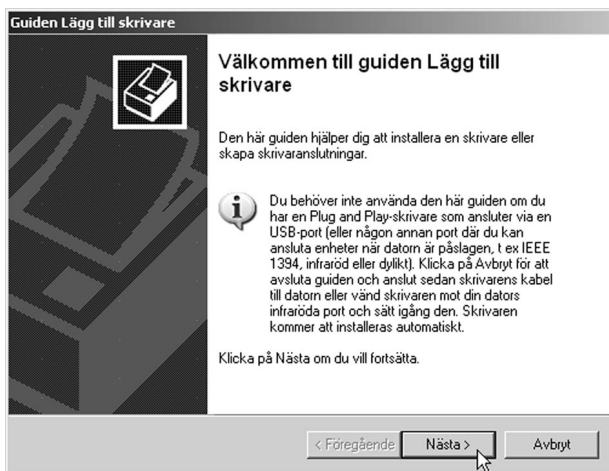 Guiden Lägg till skrivare
Välkommen till guiden Lägg till
skrivare
Den här guiden hjälper dig att installera en skrivare eller
skapa skrivaranslutningar.
Du behöver inte använda den här guiden om du
har en Plug and Play-skrivare som ansluter via en
USB-port (eller någon annan port där du kan
ansluta enheter när datorn är påslagen, t ex IEEE
1394, infraröd eller dylikt). Klicka på Avbryt för att
avsluta guiden och anslut sedan skrivarens kabel
till datorn eller vänd skrivaren mot din dators
infraröda port och sätt igång den. Skrivaren
kommer att installeras automatiskt.
Klicka på Nästa om du vill fortsätta.
< Föregående Nästa > Avbryt